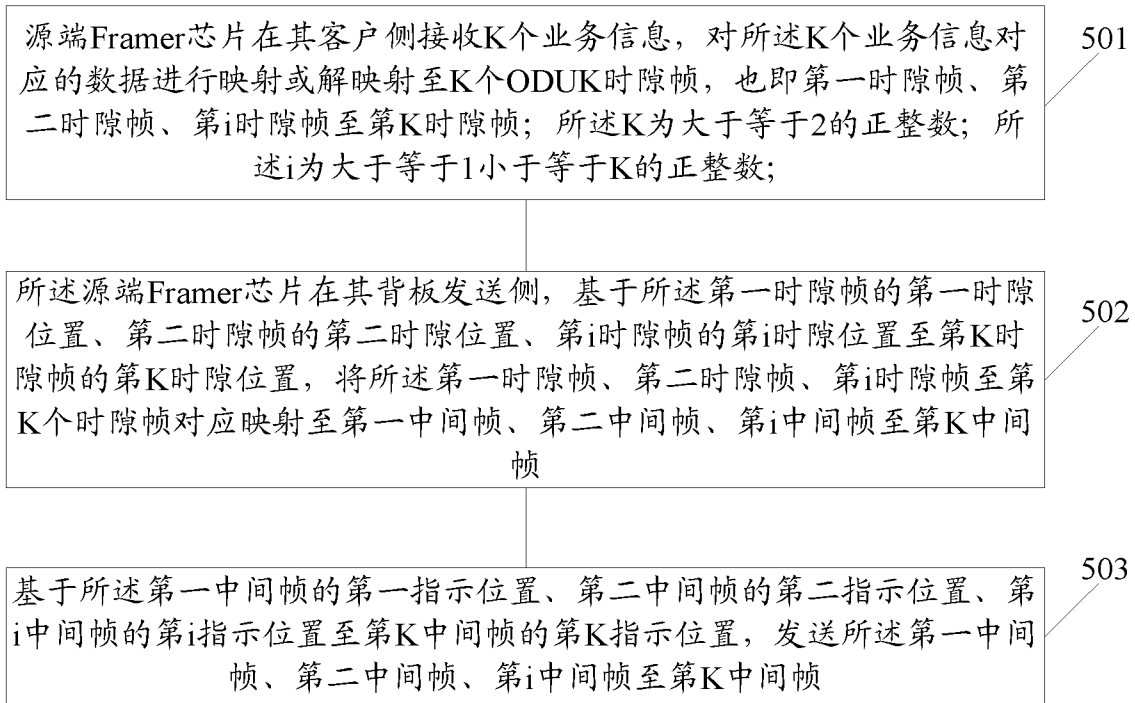 源端Framer芯片在其客户侧接收K个业务信息，对所述K个业务信息对
应的数据进行映射或解映射至K个ODUK时隙帧，也即第一时隙帧、第
二时隙帧、第i时隙帧至第K时隙帧；所述K为大于等于2的正整数；所
述i为大于等于1小于等于K的正整数；
501
所述源端Framer芯片在其背板发送侧，基于所述第一时隙帧的第一时隙
位置、第二时隙帧的第二时隙位置、第i时隙帧的第i时隙位置至第K时
隙帧的第K时隙位置，将所述第一时隙帧、第二时隙帧、第i时隙帧至第
K个时隙帧对应映射至第一中间帧、第二中间帧、第i中间帧至第K中间
帧
502
基于所述第一中间帧的第一指示位置、第二中间帧的第二指示位置、第
i中间帧的第i指示位置至第K中间帧的第K指示位置，发送所述第一中间
帧、第二中间帧、第i中间帧至第K中间帧
503